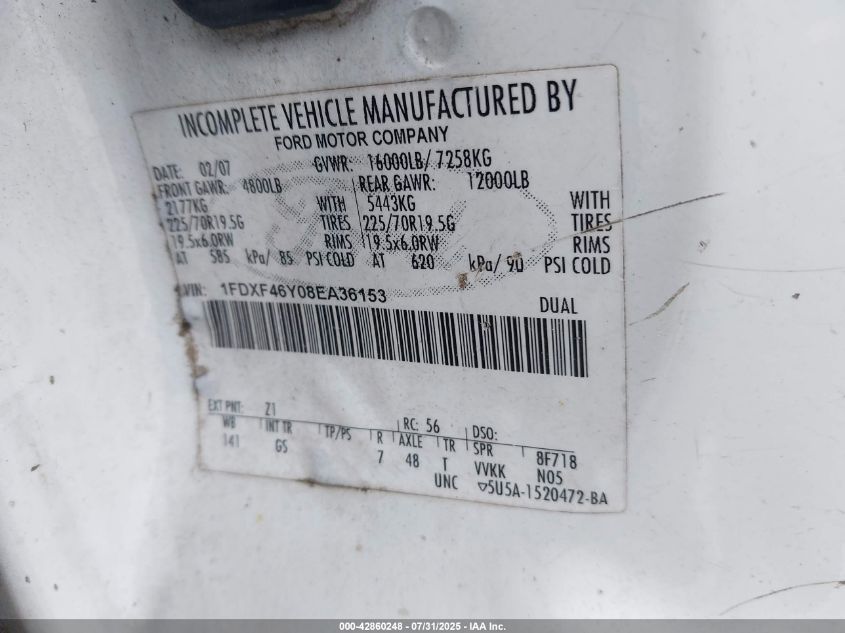 INCOMPLETE VEHICLE MANUFACTURED BY
FORD MOTOR COMPANY
DATE: 02/07 GVWR: 16000LB/ 7258KG
FRONT GAWR: 4800LB REAR GAWR: 12000LB
2177KG WITH 5443KG WITH
225/70R19.5G TIRES 225/70R19.5G TIRES
19.5x6.0RW RIMS 19.5x6.0RW RIMS
AT 585 kPa/ 85 PSI COLD AT 620 kPa/ 90 PSI COLD
VIN: 1FDXF46Y08EA36153
DUAL
EXT PNT: Z1 RC: 56 DSO:
WB INT TR TP/PS R AXLE TR SPR 8F718
141 GS 7 48 T VVKK N05
UNC ▽5U5A-1520472-BA
000-42860248 - 07/31/2025 - IAA Inc.